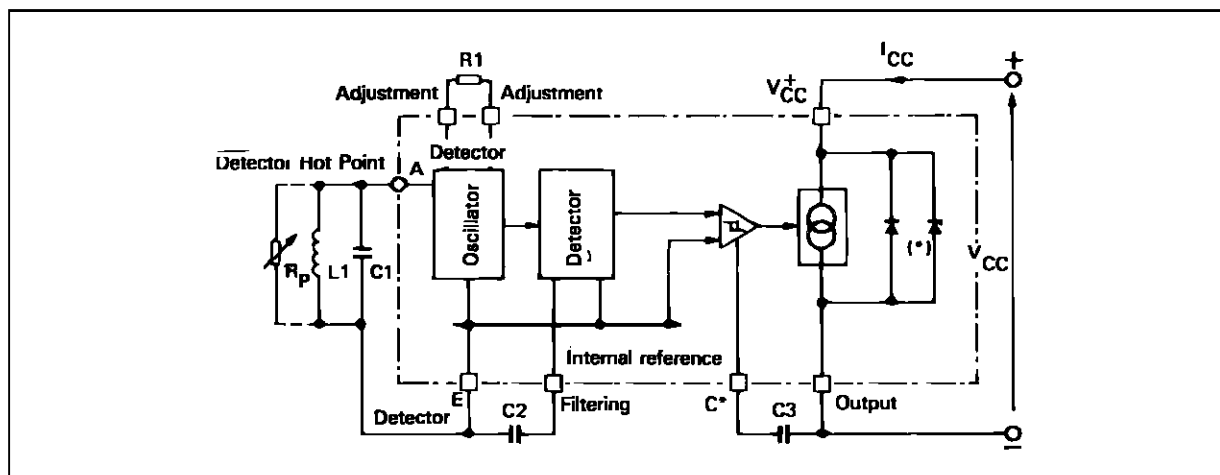 R1
I CC
+
Adjustment Adjustment
V+CC
Detector
Detector Hot Point
A
Oscillator
Detector
(*)
V CC
R P
L1
C1
Internal reference
E
Filtering
C*
Output
Detector
C2
C3
−